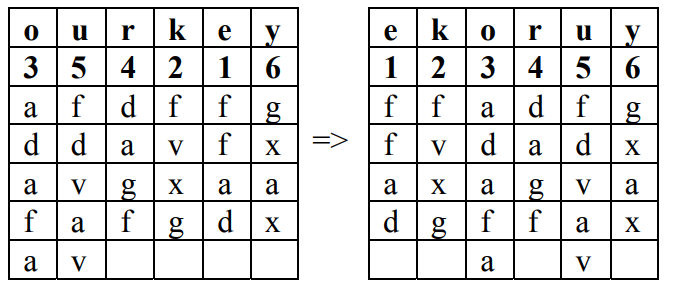 o u r k e y
3 5 4 2 1 6
a f d f f g
d d a v f x
a v g x a a
f a f g d x
a v
=>
e k o r u y
1 2 3 4 5 6
f f a d f g
f v d a d x
a x a g v a
d g f f a x
a v